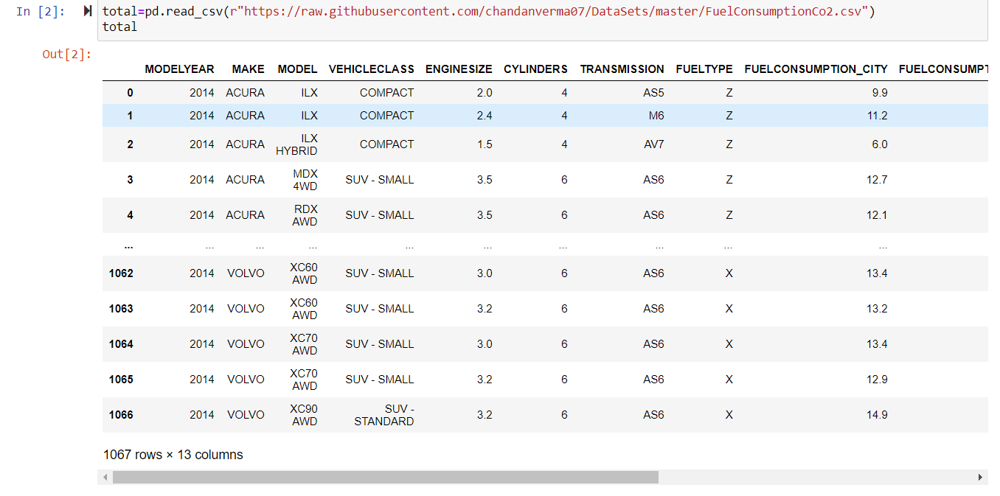 In [2]: total=pd.read_csv(r"https://raw.githubusercontent.com/chandanverma07/DataSets/master/FuelConsumptionCo2.csv")
total
Out[2]:
MODELYEAR MAKE MODEL VEHICLECLASS ENGINESIZE CYLINDERS TRANSMISSION FUELTYPE FUELCONSUMPTION_CITY FUELCONSUMPT
0 2014 ACURA ILX COMPACT 2.0 4 AS5 Z 9.9
1 2014 ACURA ILX COMPACT 2.4 4 M6 Z 11.2
2 2014 ACURA ILX HYBRID COMPACT 1.5 4 AV7 Z 6.0
3 2014 ACURA MDX 4WD SUV - SMALL 3.5 6 AS6 Z 12.7
4 2014 ACURA RDX AWD SUV - SMALL 3.5 6 AS6 Z 12.1
... ... ... ... ... ... ... ... ... ...
1062 2014 VOLVO XC60 AWD SUV - SMALL 3.0 6 AS6 X 13.4
1063 2014 VOLVO XC60 AWD SUV - SMALL 3.2 6 AS6 X 13.2
1064 2014 VOLVO XC70 AWD SUV - SMALL 3.0 6 AS6 X 13.4
1065 2014 VOLVO XC70 AWD SUV - SMALL 3.2 6 AS6 X 12.9
1066 2014 VOLVO XC90 AWD SUV - STANDARD 3.2 6 AS6 X 14.9
1067 rows × 13 columns